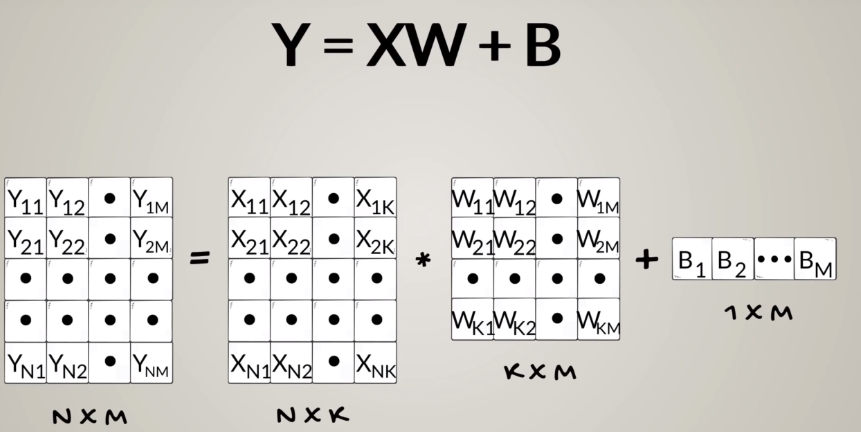 Y = XW + B
Y11 Y12 • Y1M
Y21 Y22 • Y2M
• • • •
• • • •
YN1 YN2 • YNM
N X M
=
X11 X12 • X1K
X21 X22 • X2K
• • • •
• • • •
XN1 XN2 • XNK
N X K
*
W11 W12 • W1M
W21 W22 • W2M
• • • •
WK1 WK2 • WKM
K X M
+
B1 B2 ••• BM
1 X M